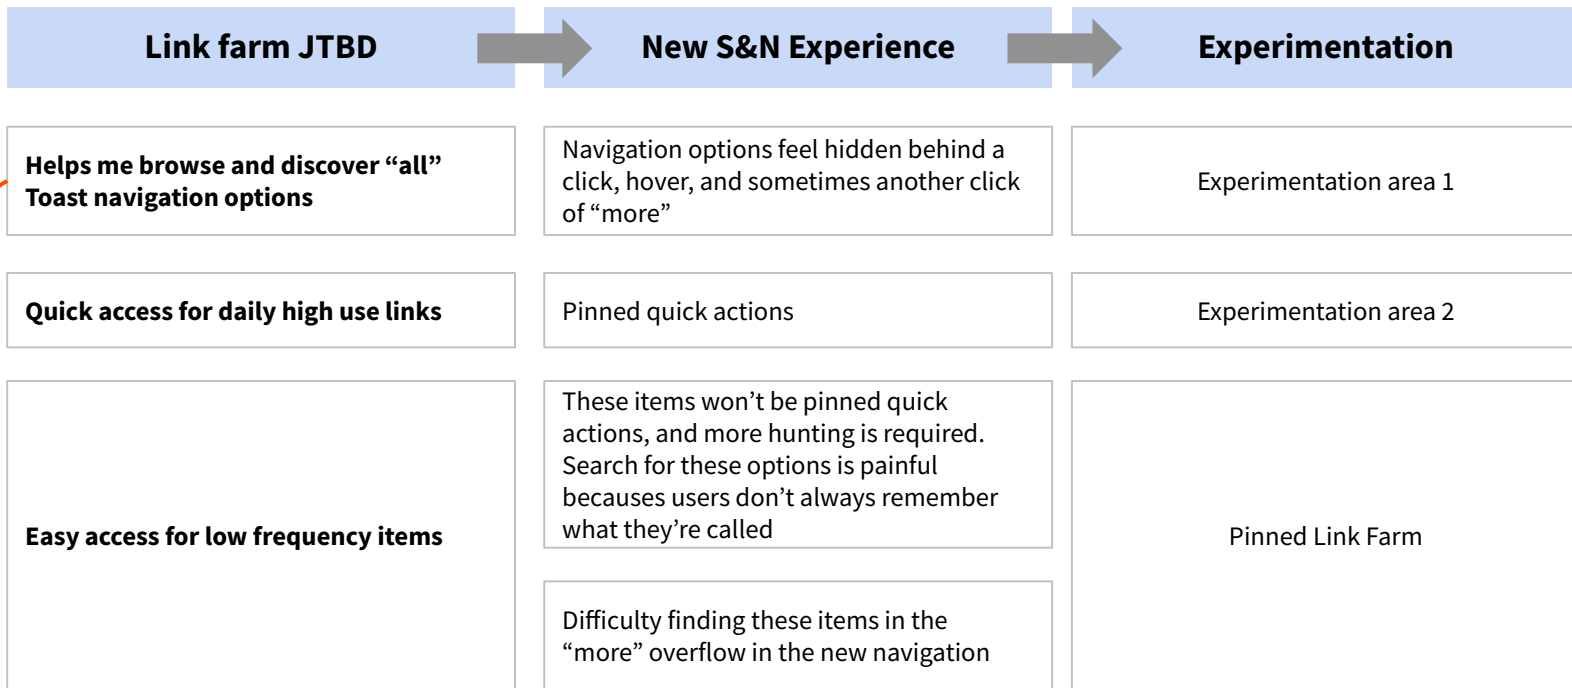 Link farm JTBD
New S&N Experience
Experimentation
Helps me browse and discover “all”
Toast navigation options
Navigation options feel hidden behind a
click, hover, and sometimes another click
of “more”
Experimentation area 1
Quick access for daily high use links
Pinned quick actions
Experimentation area 2
Easy access for low frequency items
These items won’t be pinned quick
actions, and more hunting is required.
Search for these options is painful
becauses users don’t always remember
what they’re called
Difficulty finding these items in the
“more” overflow in the new navigation
Pinned Link Farm